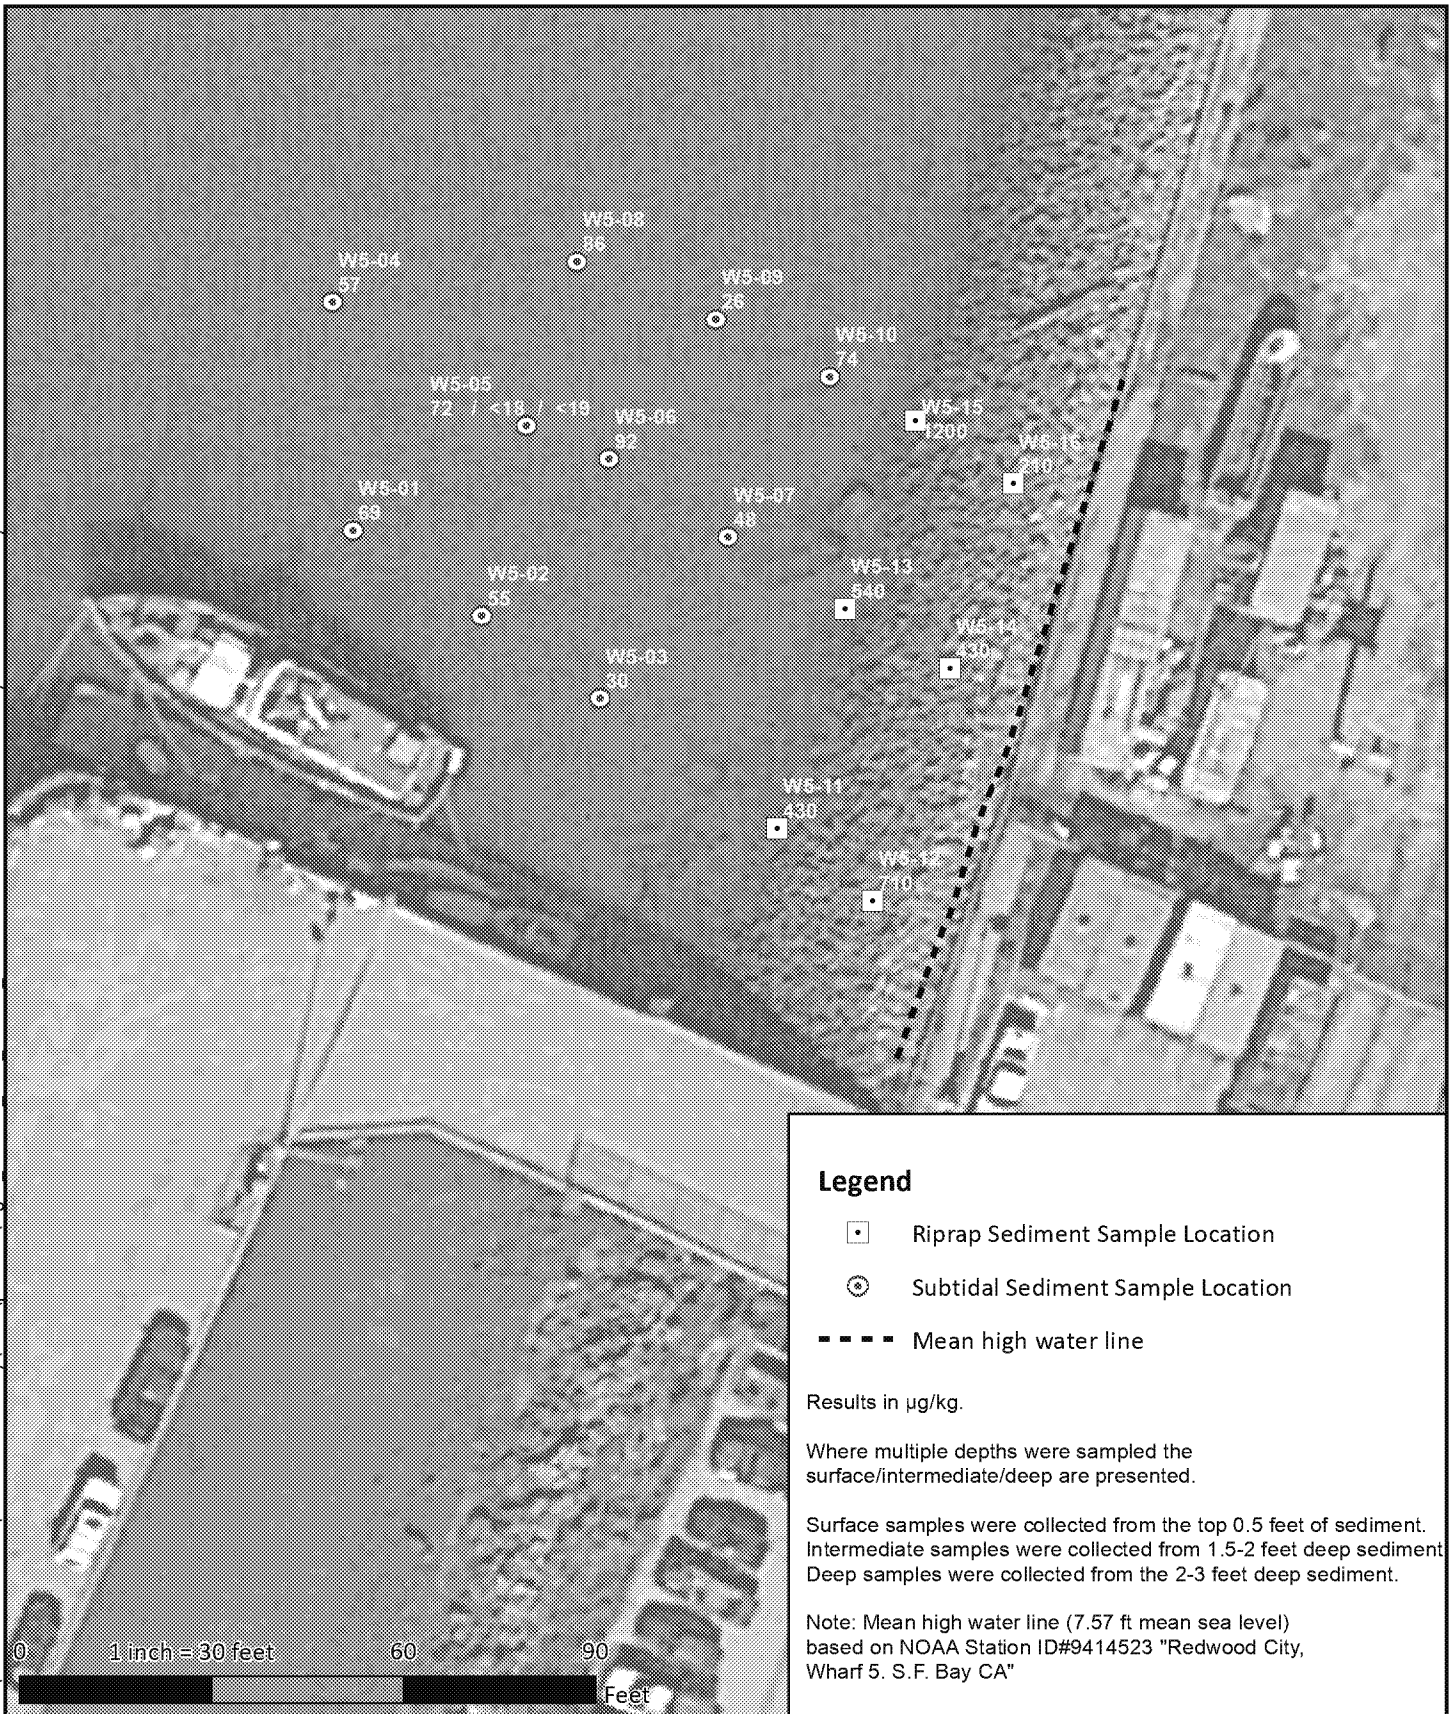 W5-08
86
W5-04
57
W5-09
26
W5-10
74
W5-05
72 / <18 / <19
W5-15
1200
W5-06
92
W5-16
210
W5-01
68
W5-07
48
W5-13
540
W5-02
55
W5-14
430
W5-03
30
W5-11
430
W5-12
710
Legend
Riprap Sediment Sample Location
Subtidal Sediment Sample Location
Mean high water line
Results in µg/kg.
Where multiple depths were sampled the
surface/intermediate/deep are presented.
Surface samples were collected from the top 0.5 feet of sediment.
Intermediate samples were collected from 1.5-2 feet deep sediment
Deep samples were collected from the 2-3 feet deep sediment.
Note: Mean high water line (7.57 ft mean sea level)
based on NOAA Station ID#9414523 "Redwood City,
Wharf 5. S.F. Bay CA"
0 1 inch = 30 feet 60 90
Feet